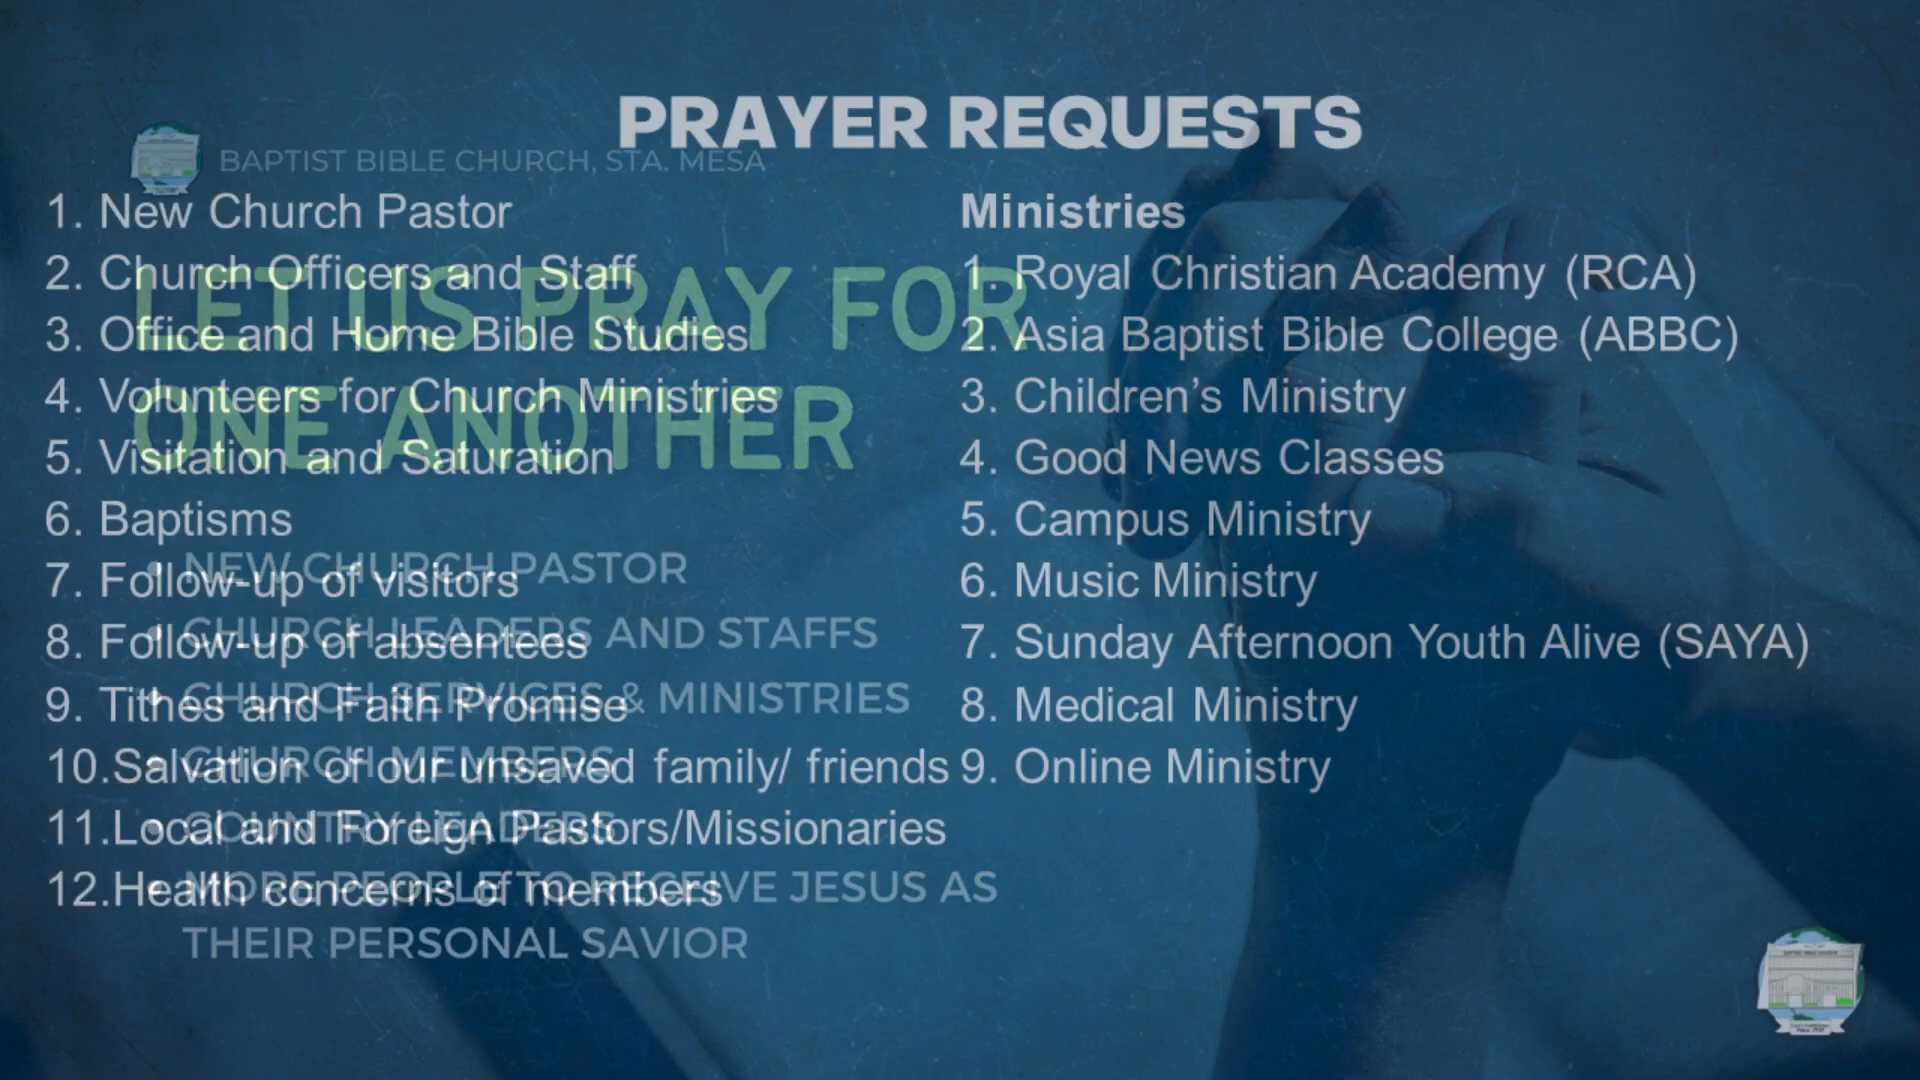 PRAYER REQUESTS
BAPTIST BIBLE CHURCH, STA. MESA
1. New Church Pastor
2. Church Officers and Staff
3. Office and Home Bible Studies
4. Volunteers for Church Ministries
5. Visitation and Saturation
6. Baptisms
7. Follow-up of visitors
8. Follow-up of absentees
9. Tithes and Faith Promise
10.Salvation of our unsaved family/ friends
11.Local and Foreign Pastors/Missionaries
12.Health concerns of members
Ministries
1. Royal Christian Academy (RCA)
2. Asia Baptist Bible College (ABBC)
3. Children’s Ministry
4. Good News Classes
5. Campus Ministry
6. Music Ministry
7. Sunday Afternoon Youth Alive (SAYA)
8. Medical Ministry
9. Online Ministry
LET US PRAY FOR
ONE ANOTHER
• NEW CHURCH PASTOR
• CHURCH LEADERS AND STAFFS
• CHURCH SERVICES & MINISTRIES
• CHURCH MEMBERS
• COUNTRY LEADERS
• MORE PEOPLE TO RECEIVE JESUS AS
THEIR PERSONAL SAVIOR